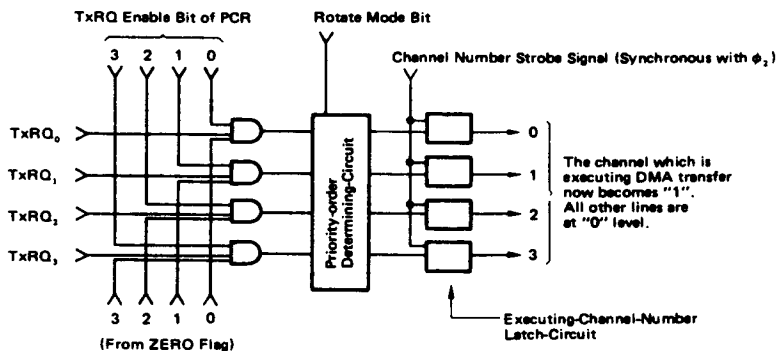 TxRQ Enable Bit of PCR
Rotate Mode Bit
3 2 1 0
Channel Number Strobe Signal (Synchronous with ϕ₂)
TxRQ₀
TxRQ₁
TxRQ₂
TxRQ₃
Priority-order
Determining-Circuit
0
1
2
3
The channel which is
executing DMA transfer
now becomes "1".
All other lines are
at "0" level.
3 2 1 0
(From ZERO Flag)
Executing-Channel-Number
Latch-Circuit